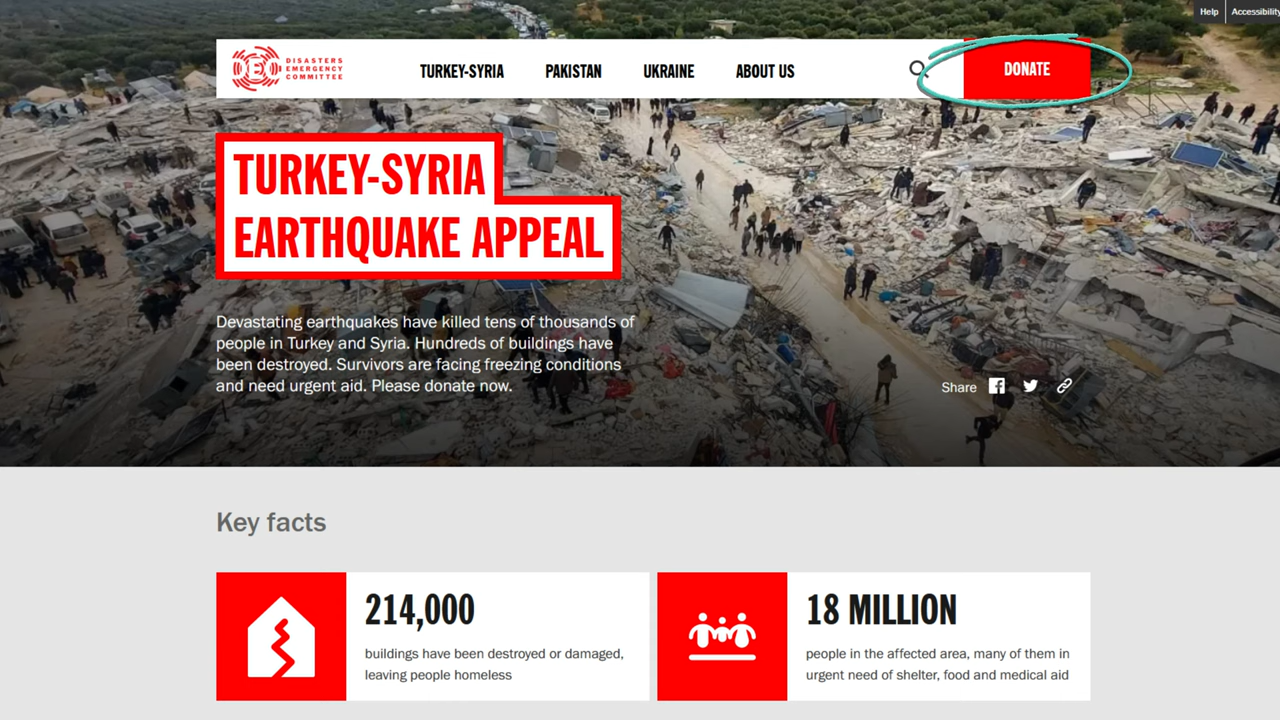 Help
Accessibility
DISASTERS
EMERGENCY
COMMITTEE
TURKEY-SYRIA
PAKISTAN
UKRAINE
ABOUT US
DONATE
TURKEY-SYRIA
EARTHQUAKE APPEAL
Devastating earthquakes have killed tens of thousands of
people in Turkey and Syria. Hundreds of buildings have
been destroyed. Survivors are facing freezing conditions
and need urgent aid. Please donate now.
Share
Key facts
214,000
buildings have been destroyed or damaged,
leaving people homeless
18 MILLION
people in the affected area, many of them in
urgent need of shelter, food and medical aid